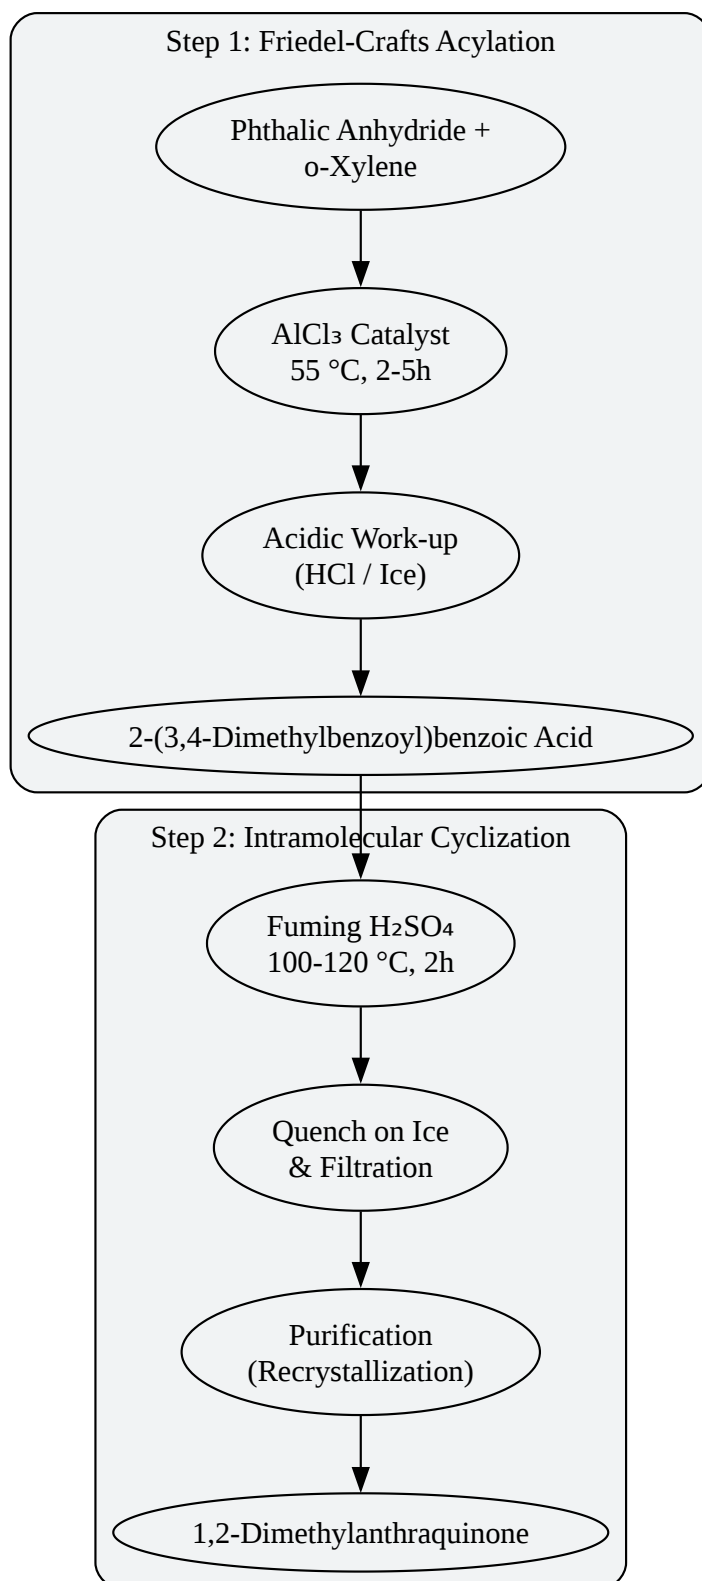 Step 1: Friedel-Crafts Acylation
Phthalic Anhydride +
o-Xylene
AlCl₃ Catalyst
55 °C, 2-5h
Acidic Work-up
(HCl / Ice)
2-(3,4-Dimethylbenzoyl)benzoic Acid
Step 2: Intramolecular Cyclization
Fuming H₂SO₄
100-120 °C, 2h
Quench on Ice
& Filtration
Purification
(Recrystallization)
1,2-Dimethylanthraquinone